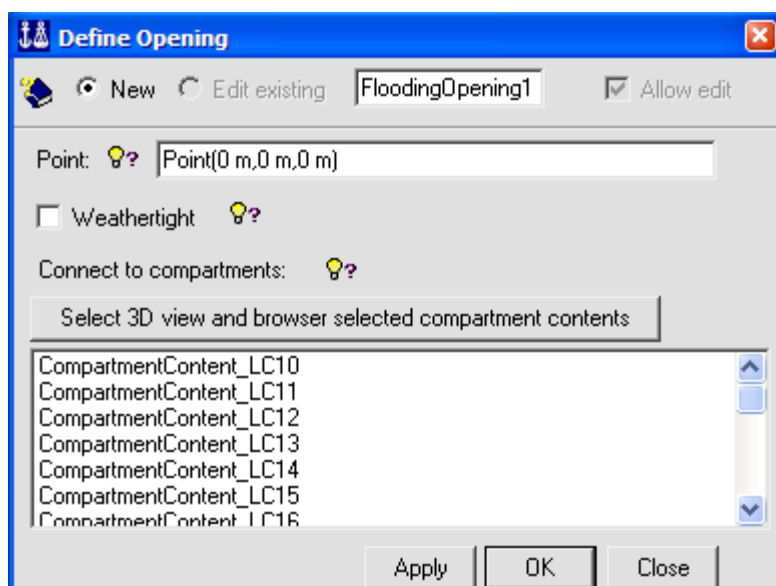 Define Opening
New Edit existing FloodingOpening1 Allow edit
Point: ? Point(0 m,0 m,0 m)
Weathertight ?
Connect to compartments: ?
Select 3D view and browser selected compartment contents
CompartmentContent_LC10
CompartmentContent_LC11
CompartmentContent_LC12
CompartmentContent_LC13
CompartmentContent_LC14
CompartmentContent_LC15
CompartmentContent_LC16
Apply OK Close